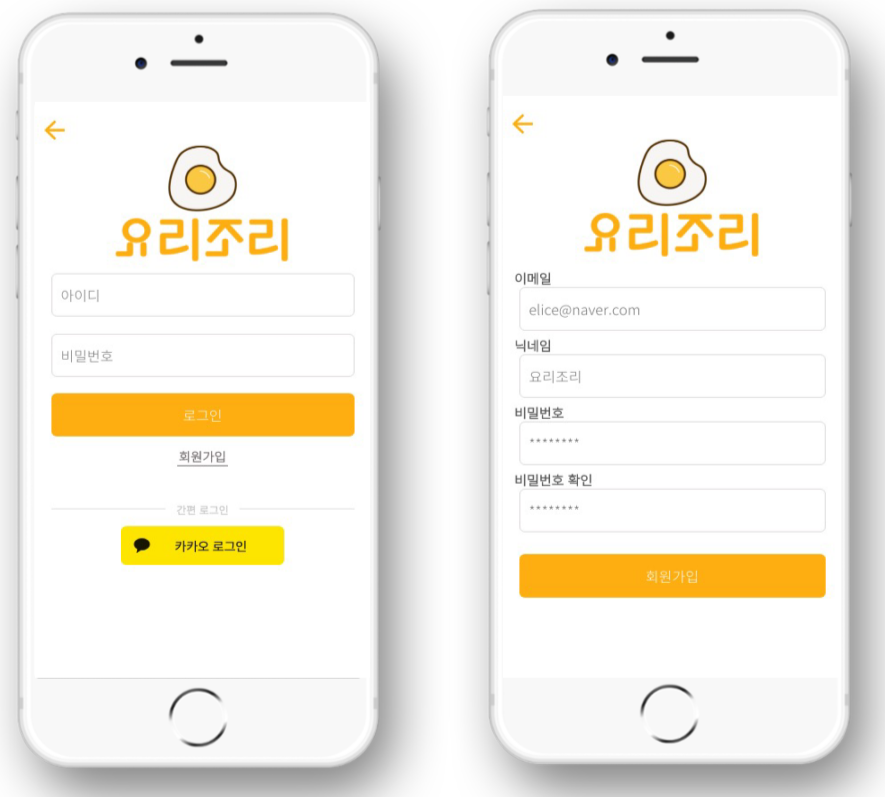 요리조리
아이디
비밀번호
로그인
회원가입
간편 로그인
카카오 로그인
요리조리
이메일
elice@naver.com
닉네임
요리조리
비밀번호
********
비밀번호 확인
********
회원가입